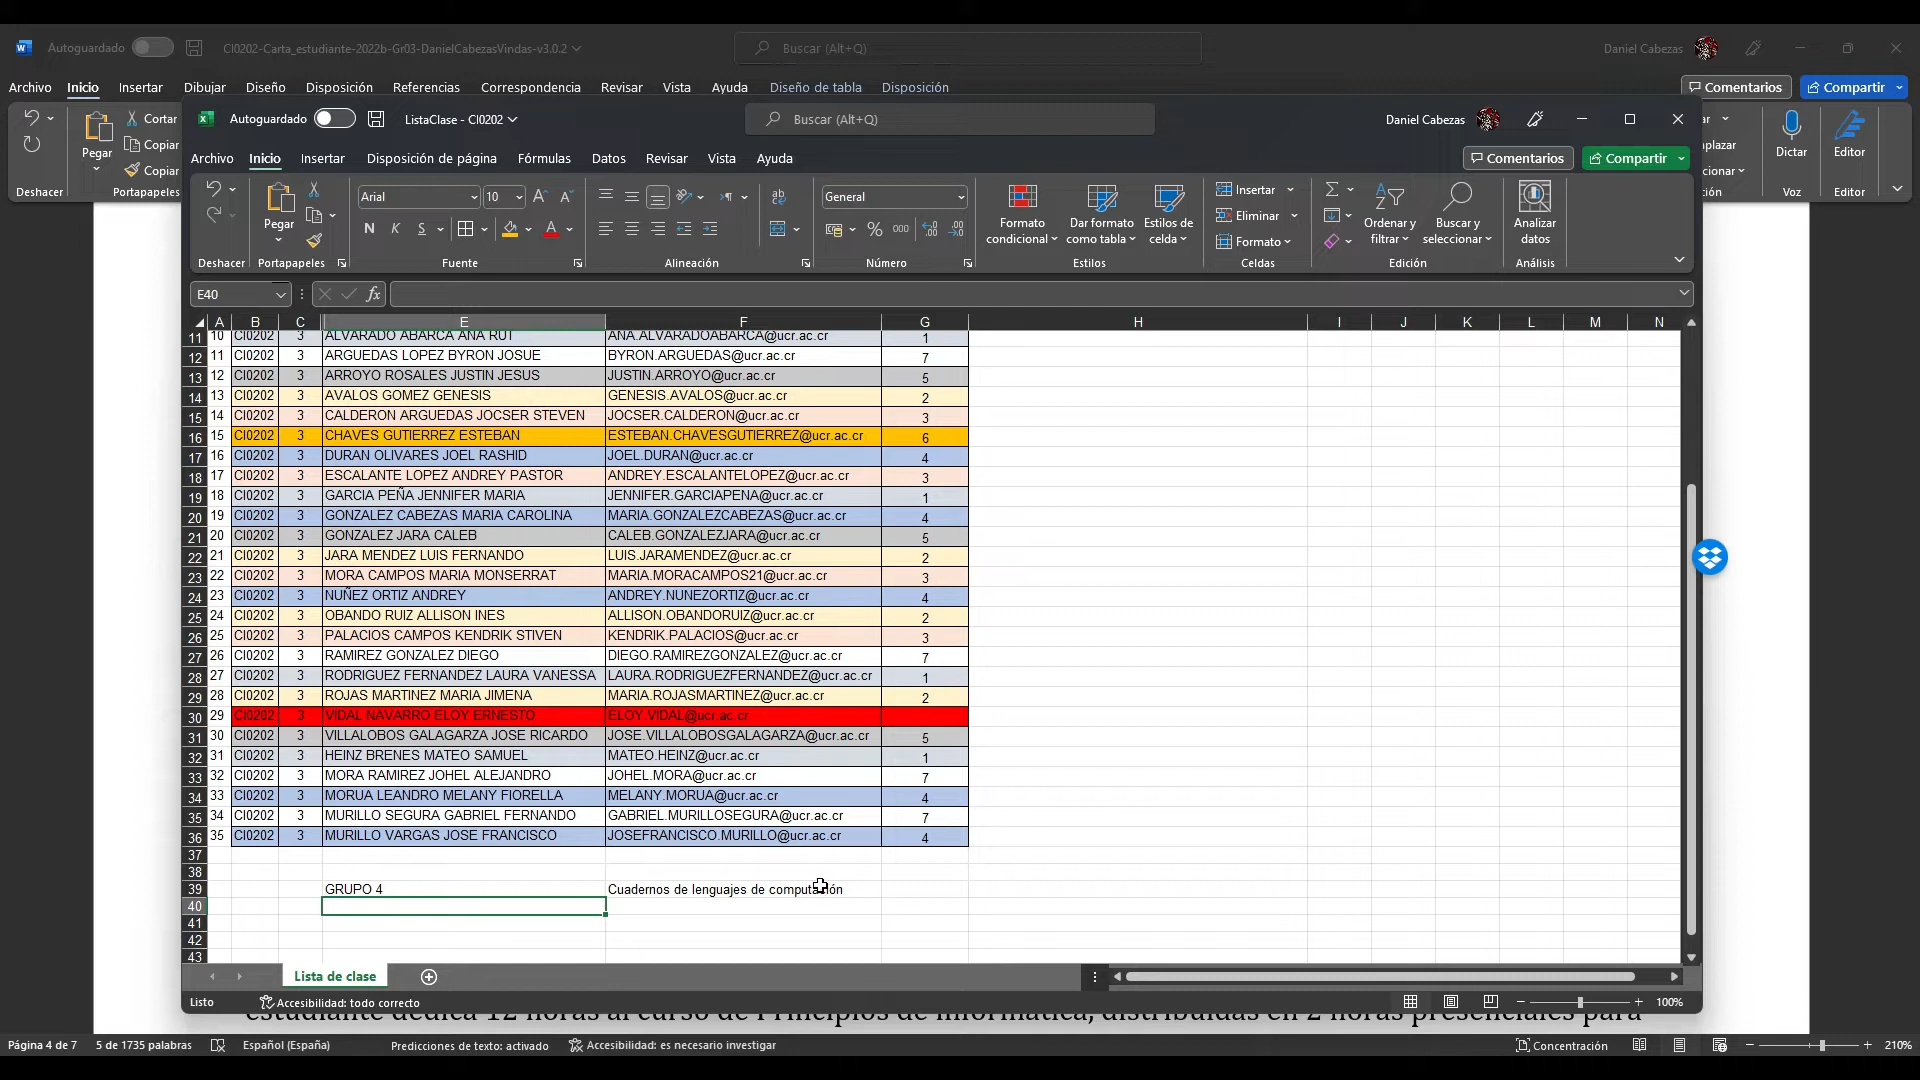 Autoguardado CI0202-Carta_estudiante-2022b-Gr03-DanielCabezasVindas-v3.0.2 Buscar (Alt+Q) Daniel Cabezas
Archivo Inicio Insertar Dibujar Diseño Disposición Referencias Correspondencia Revisar Vista Ayuda Diseño de tabla Disposición Comentarios Compartir
Pegar Cortar
Copiar
Copiar
Deshacer Portapapeles
Dictar Editor
Voz Editor
Autoguardado ListaClase - CI0202 Buscar (Alt+Q) Daniel Cabezas
Archivo Inicio Insertar Disposición de página Fórmulas Datos Revisar Vista Ayuda Comentarios Compartir
Pegar Arial 10 General
N K S
Formato condicional Dar formato como tabla Estilos de celda
Insertar
Eliminar
Formato
Ordenar y filtrar Buscar y seleccionar Analizar datos
Deshacer Portapapeles Fuente Alineación Número Estilos Celdas Edición Análisis
E40 fx
A B C E F G H I J K L M N
11 10 CI0202 3 ALVARADO ABARCA ANA RUT ANA.ALVARADOABARCA@ucr.ac.cr 1
12 11 CI0202 3 ARGUEDAS LOPEZ BYRON JOSUE BYRON.ARGUEDAS@ucr.ac.cr 7
13 12 CI0202 3 ARROYO ROSALES JUSTIN JESUS JUSTIN.ARROYO@ucr.ac.cr 5
14 13 CI0202 3 AVALOS GOMEZ GENESIS GENESIS.AVALOS@ucr.ac.cr 2
15 14 CI0202 3 CALDERON ARGUEDAS JOCSER STEVEN JOCSER.CALDERON@ucr.ac.cr 3
16 15 CI0202 3 CHAVES GUTIERREZ ESTEBAN ESTEBAN.CHAVESGUTIERREZ@ucr.ac.cr 6
17 16 CI0202 3 DURAN OLIVARES JOEL RASHID JOEL.DURAN@ucr.ac.cr 4
18 17 CI0202 3 ESCALANTE LOPEZ ANDREY PASTOR ANDREY.ESCALANTELOPEZ@ucr.ac.cr 3
19 18 CI0202 3 GARCIA PEÑA JENNIFER MARIA JENNIFER.GARCIAPENA@ucr.ac.cr 1
20 19 CI0202 3 GONZALEZ CABEZAS MARIA CAROLINA MARIA.GONZALEZCABEZAS@ucr.ac.cr 4
21 20 CI0202 3 GONZALEZ JARA CALEB CALEB.GONZALEZJARA@ucr.ac.cr 5
22 21 CI0202 3 JARA MENDEZ LUIS FERNANDO LUIS.JARAMENDEZ@ucr.ac.cr 2
23 22 CI0202 3 MORA CAMPOS MARIA MONSERRAT MARIA.MORACAMPOS21@ucr.ac.cr 3
24 23 CI0202 3 NUÑEZ ORTIZ ANDREY ANDREY.NUNEZORTIZ@ucr.ac.cr 4
25 24 CI0202 3 OBANDO RUIZ ALLISON INES ALLISON.OBANDORUIZ@ucr.ac.cr 2
26 25 CI0202 3 PALACIOS CAMPOS KENDRIK STIVEN KENDRIK.PALACIOS@ucr.ac.cr 3
27 26 CI0202 3 RAMIREZ GONZALEZ DIEGO DIEGO.RAMIREZGONZALEZ@ucr.ac.cr 7
28 27 CI0202 3 RODRIGUEZ FERNANDEZ LAURA VANESSA LAURA.RODRIGUEZFERNANDEZ@ucr.ac.cr 1
29 28 CI0202 3 ROJAS MARTINEZ MARIA JIMENA MARIA.ROJASMARTINEZ@ucr.ac.cr 2
30 29 CI0202 3 VIDAL NAVARRO ELOY ERNESTO ELOY.VIDAL@ucr.ac.cr
31 30 CI0202 3 VILLALOBOS GALAGARZA JOSE RICARDO JOSE.VILLALOBOSGALAGARZA@ucr.ac.cr 5
32 31 CI0202 3 HEINZ BRENES MATEO SAMUEL MATEO.HEINZ@ucr.ac.cr 1
33 32 CI0202 3 MORA RAMIREZ JOHEL ALEJANDRO JOHEL.MORA@ucr.ac.cr 7
34 33 CI0202 3 MORUA LEANDRO MELANY FIORELLA MELANY.MORUA@ucr.ac.cr 4
35 34 CI0202 3 MURILLO SEGURA GABRIEL FERNANDO GABRIEL.MURILLOSEGURA@ucr.ac.cr 7
36 35 CI0202 3 MURILLO VARGAS JOSE FRANCISCO JOSEFRANCISCO.MURILLO@ucr.ac.cr 4
37
38
39 GRUPO 4 Cuadernos de lenguajes de computación
40
41
42
43
Lista de clase
Listo Accesibilidad: todo correcto 100%
estudiante dedica 12 horas al curso de Principios de Informática, distribuidas en 2 horas presenciales para
Página 4 de 7 5 de 1735 palabras Español (España) Predicciones de texto: activado Accesibilidad: es necesario investigar Concentración 210%